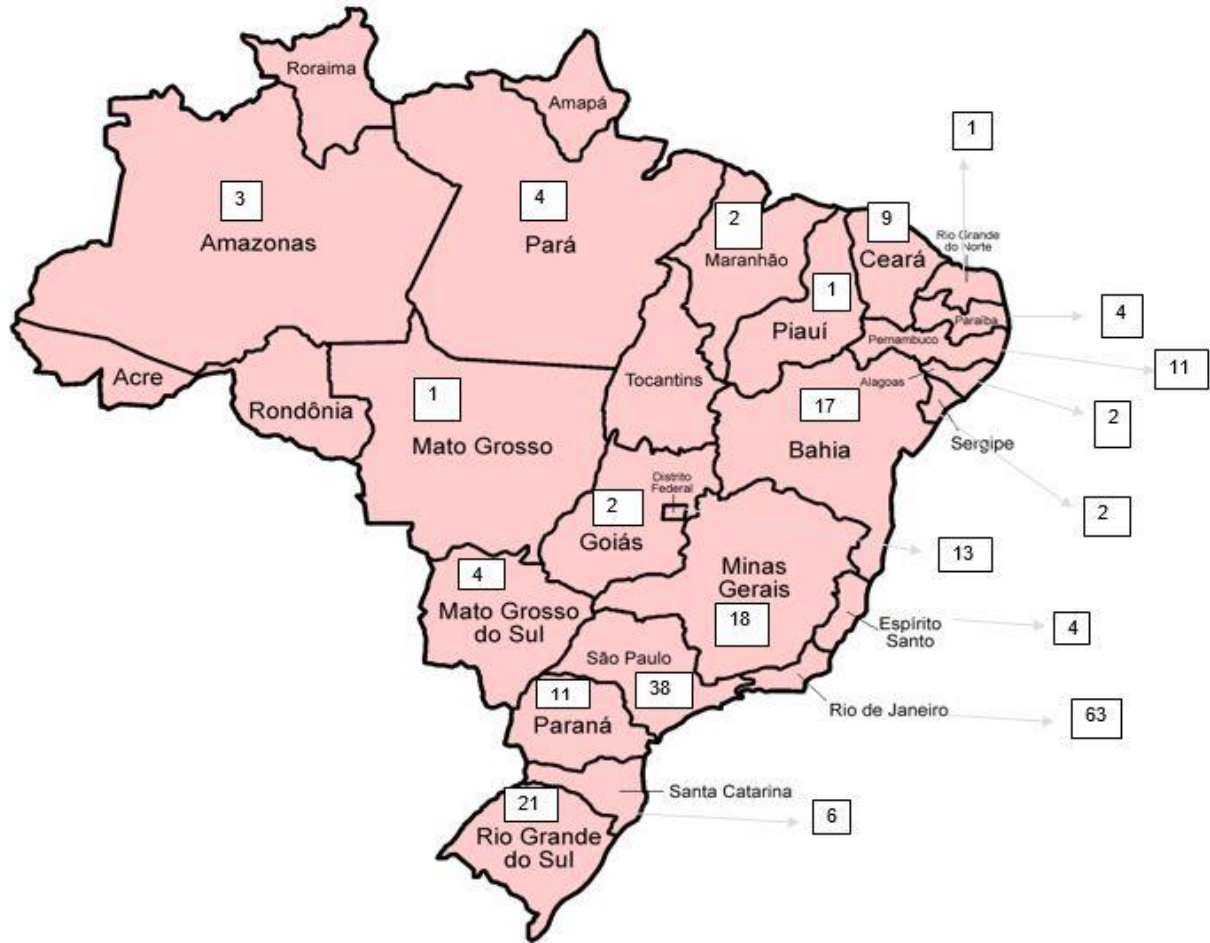 Roraima
Amapá
1
3
Amazonas
4
Pará
2
Maranhão
9
Ceará
Rio Grande
do Norte
1
Piauí
Paraíba
4
Pernambuco
11
Acre
Rondônia
1
Mato Grosso
Tocantins
Alagoas
2
17
Bahia
Sergipe
2
Distrito
Federal
2
Goiás
13
4
Mato Grosso
do Sul
Minas
Gerais
18
Espírito
Santo
4
São Paulo
38
11
Paraná
Rio de Janeiro
63
Santa Catarina
6
21
Rio Grande
do Sul